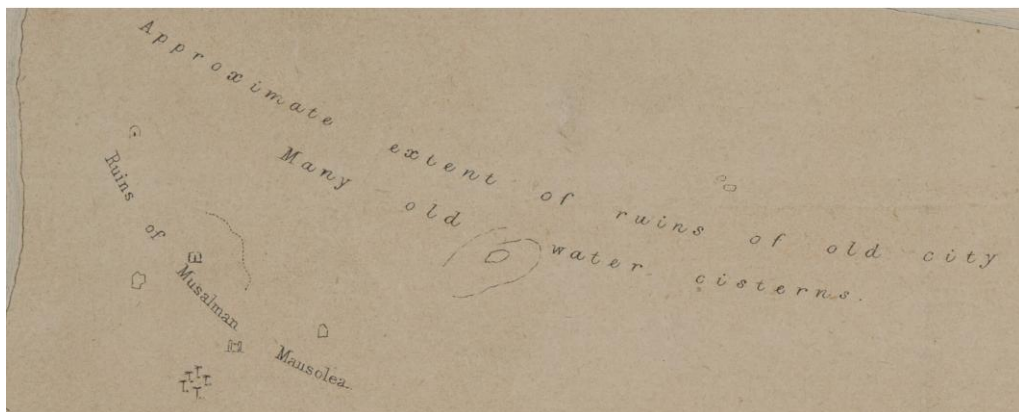 Approximate extent of ruins of old city
Many old water cisterns.
Ruins of Musalman Mausolea.